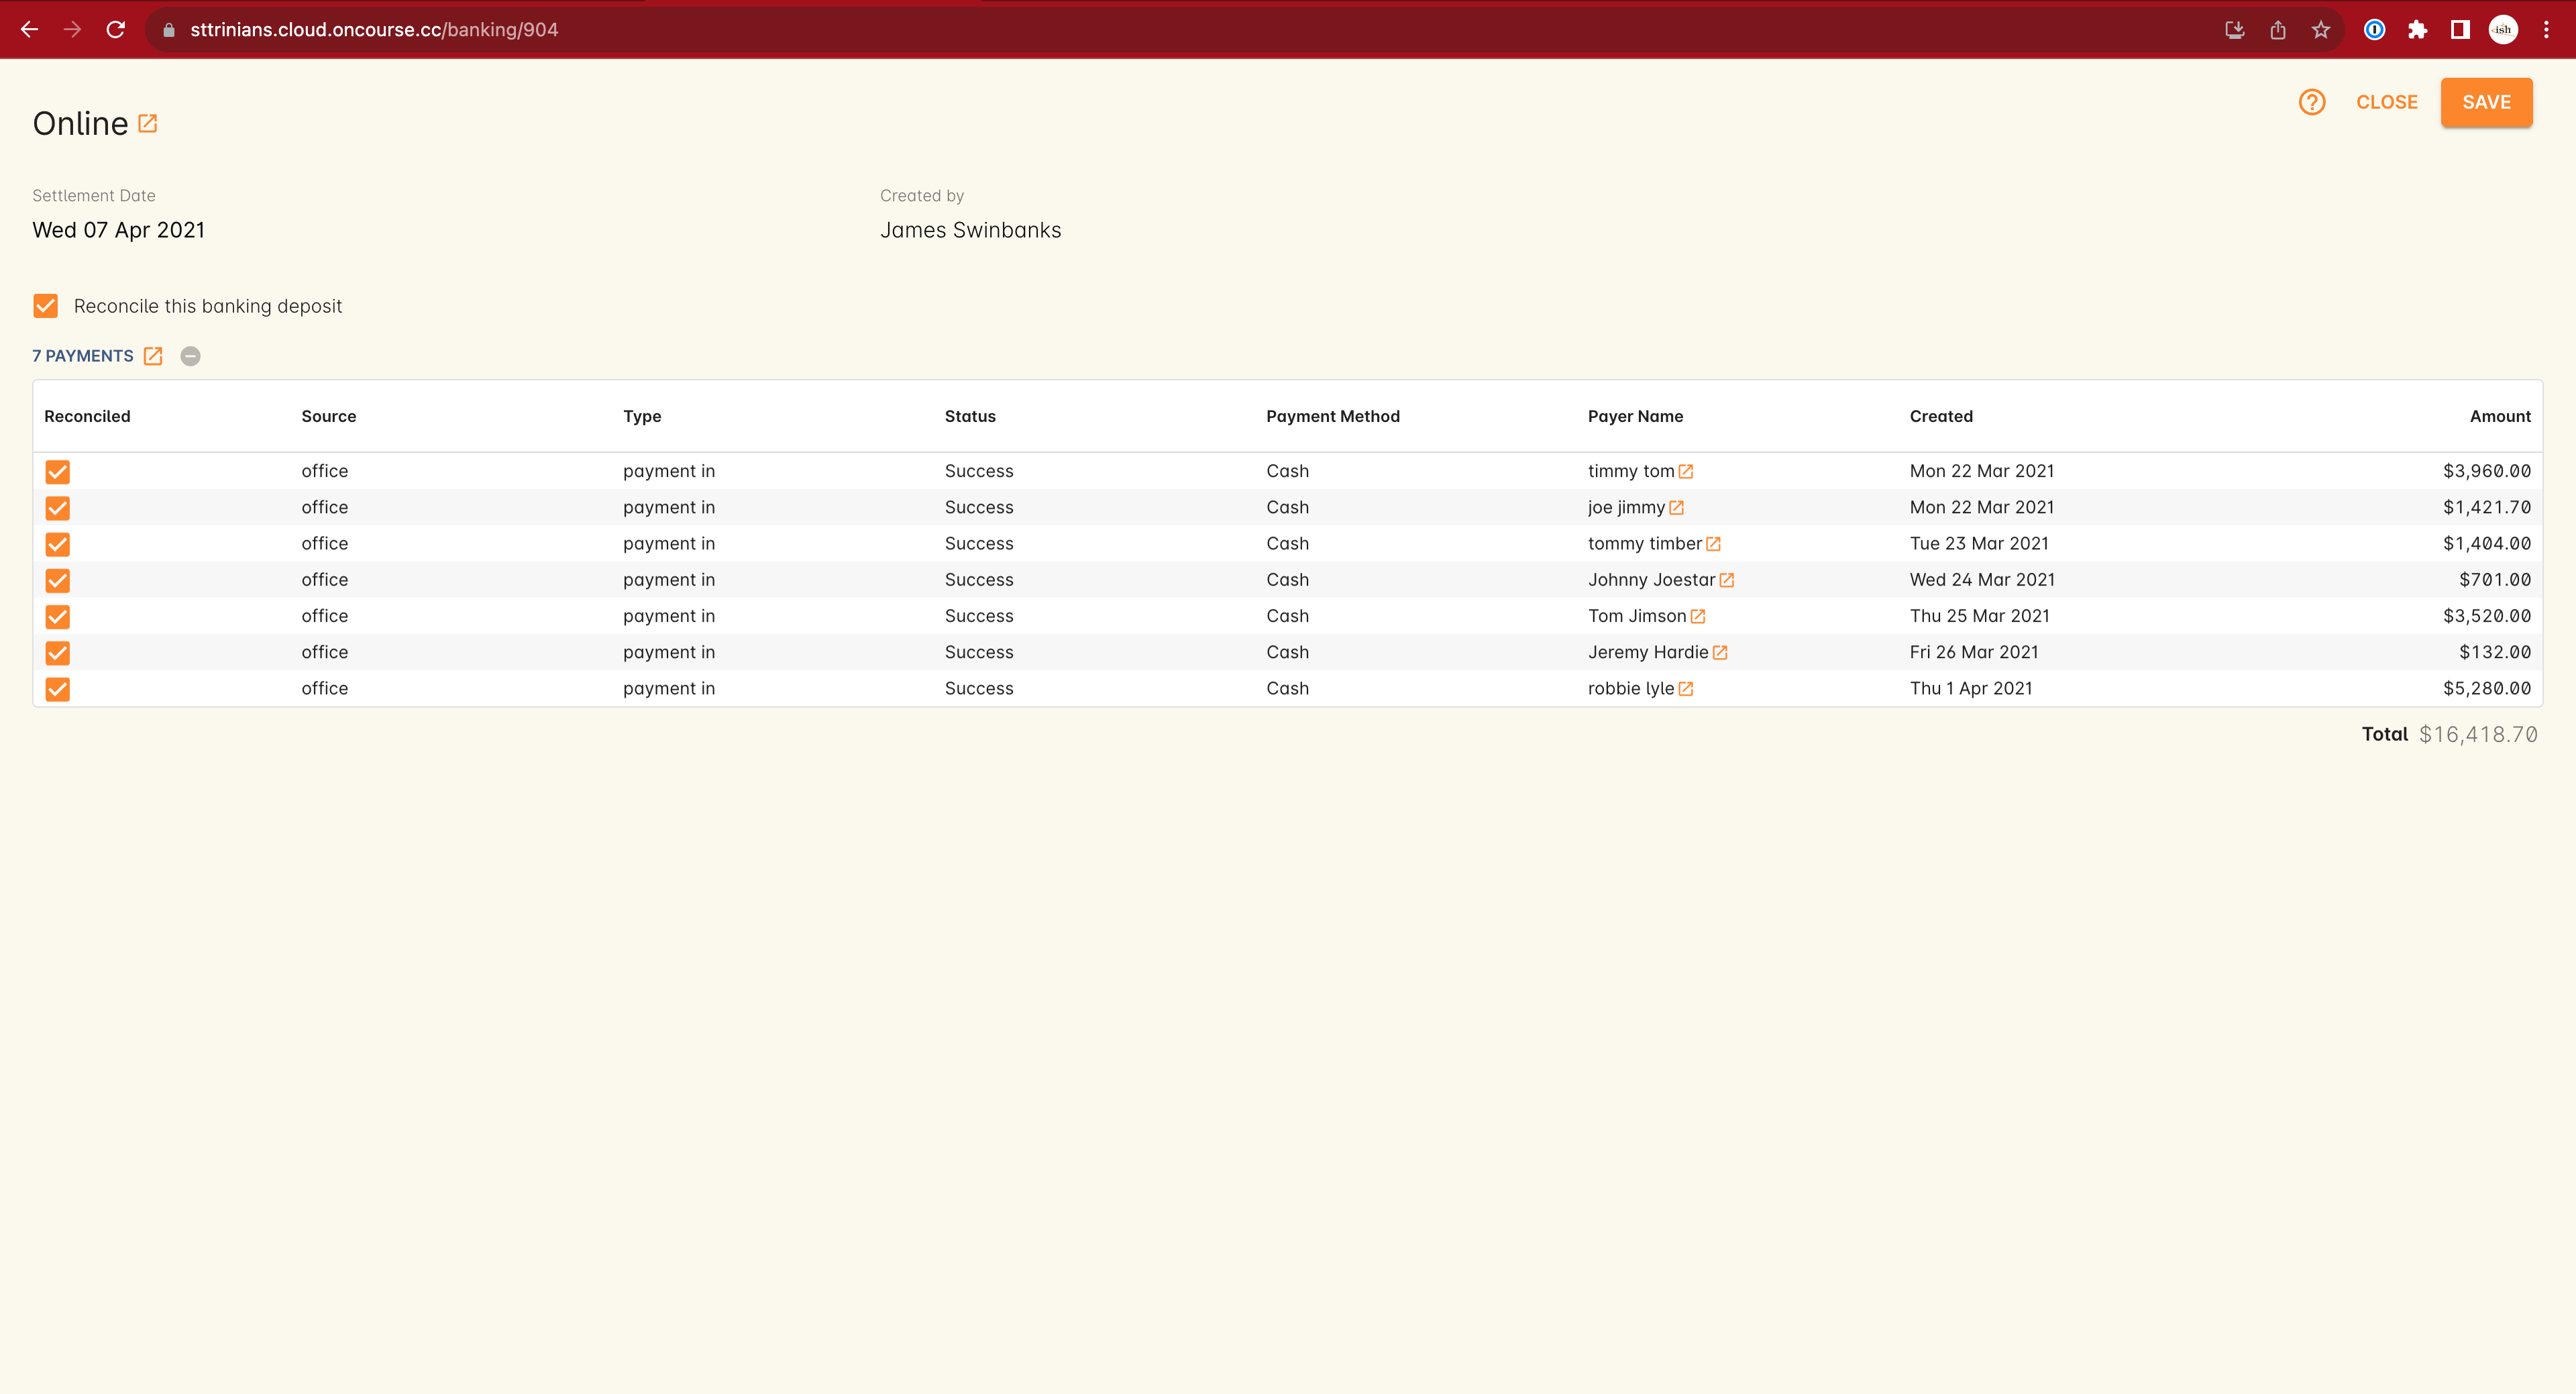 sttrinians.cloud.oncourse.cc/banking/904
ish
CLOSE
SAVE
Online
Settlement Date
Created by
Wed 07 Apr 2021
James Swinbanks
Reconcile this banking deposit
7 PAYMENTS
Reconciled Source Type Status Payment Method Payer Name Created Amount
office payment in Success Cash timmy tom Mon 22 Mar 2021 $3,960.00
office payment in Success Cash joe jimmy Mon 22 Mar 2021 $1,421.70
office payment in Success Cash tommy timber Tue 23 Mar 2021 $1,404.00
office payment in Success Cash Johnny Joestar Wed 24 Mar 2021 $701.00
office payment in Success Cash Tom Jimson Thu 25 Mar 2021 $3,520.00
office payment in Success Cash Jeremy Hardie Fri 26 Mar 2021 $132.00
office payment in Success Cash robbie lyle Thu 1 Apr 2021 $5,280.00
Total $16,418.70